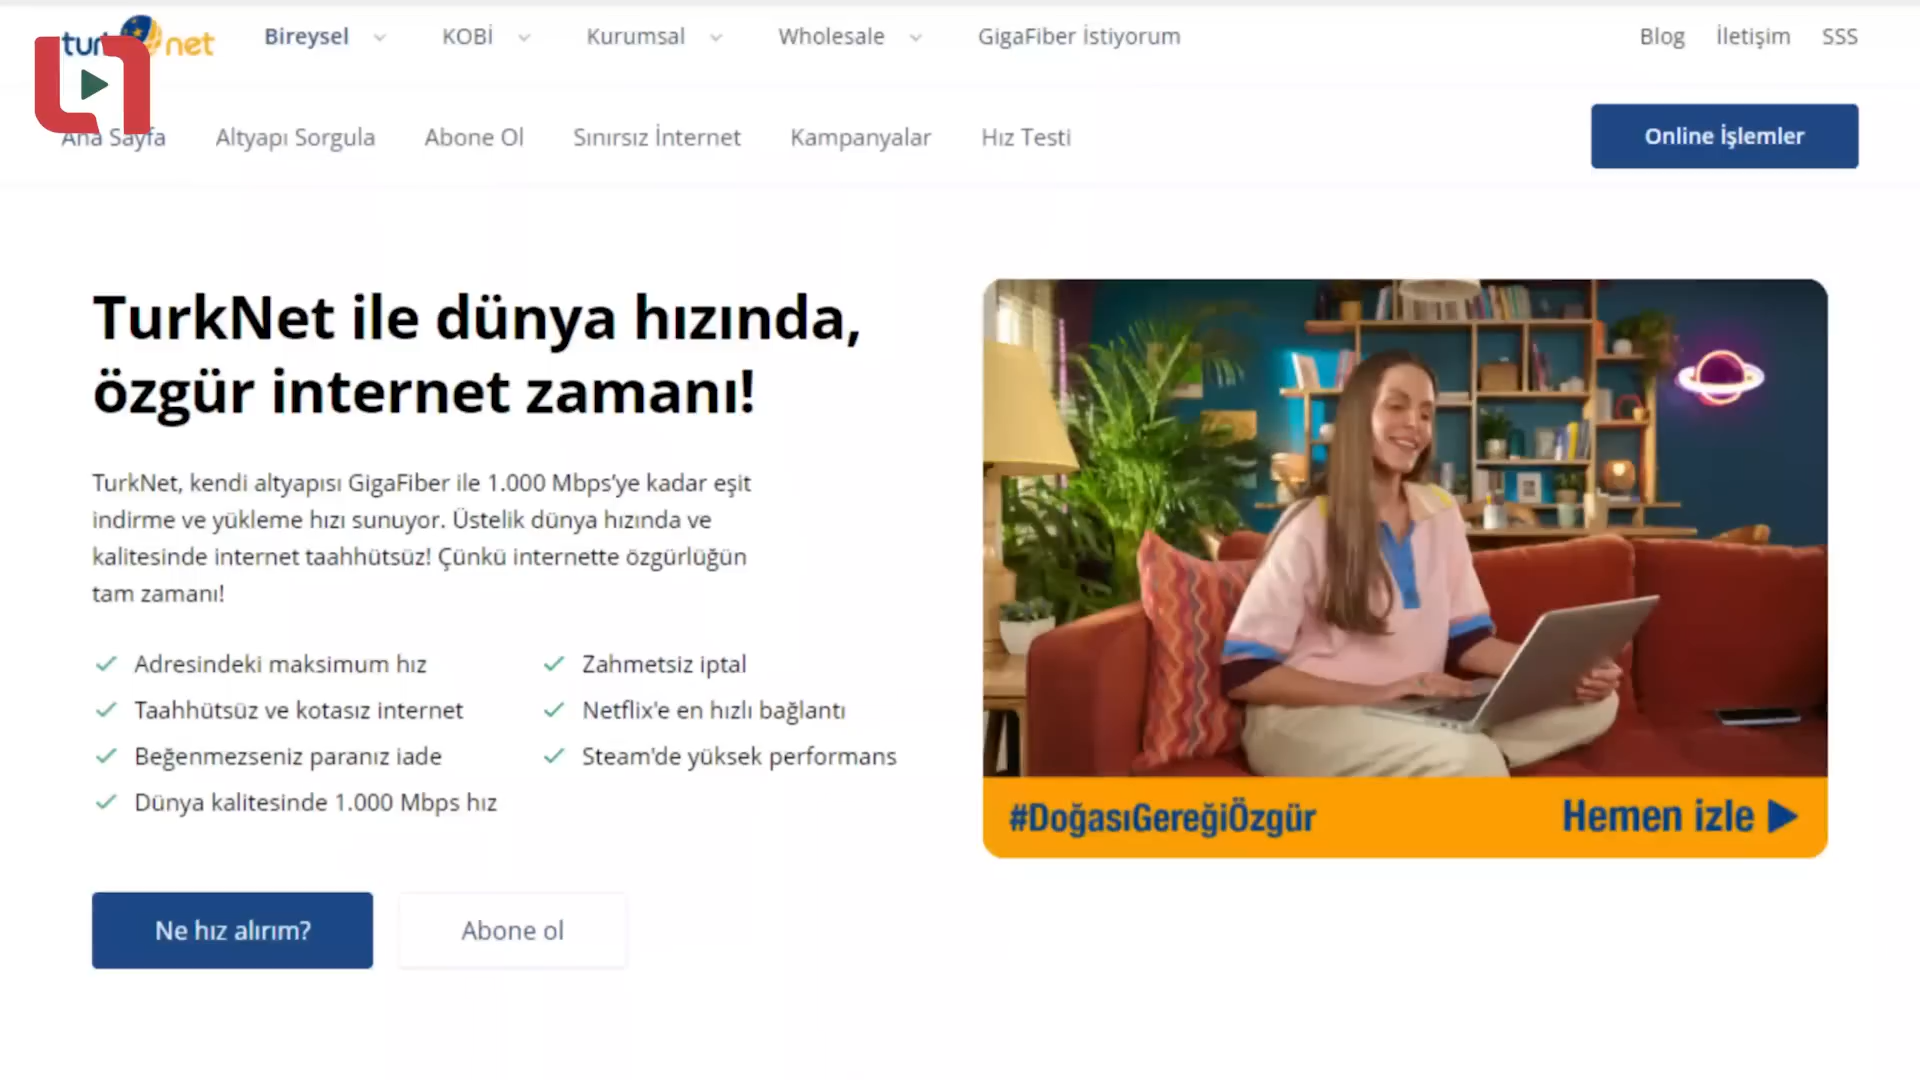 turk net
Bireysel
KOBİ
Kurumsal
Wholesale
GigaFiber İstiyorum
Blog
İletişim
SSS
Ana Sayfa
Altyapı Sorgula
Abone Ol
Sınırsız İnternet
Kampanyalar
Hız Testi
Online İşlemler
TurkNet ile dünya hızında,
özgür internet zamanı!
TurkNet, kendi altyapısı GigaFiber ile 1.000 Mbps'ye kadar eşit
indirme ve yükleme hızı sunuyor. Üstelik dünya hızında ve
kalitesinde internet taahhütsüz! Çünkü internette özgürlüğün
tam zamanı!
Adresindeki maksimum hız
Taahhütsüz ve kotasız internet
Beğenmezseniz paranız iade
Dünya kalitesinde 1.000 Mbps hız
Zahmetsiz iptal
Netflix'e en hızlı bağlantı
Steam'de yüksek performans
#DoğasıGereğiÖzgür
Hemen izle
Ne hız alırım?
Abone ol